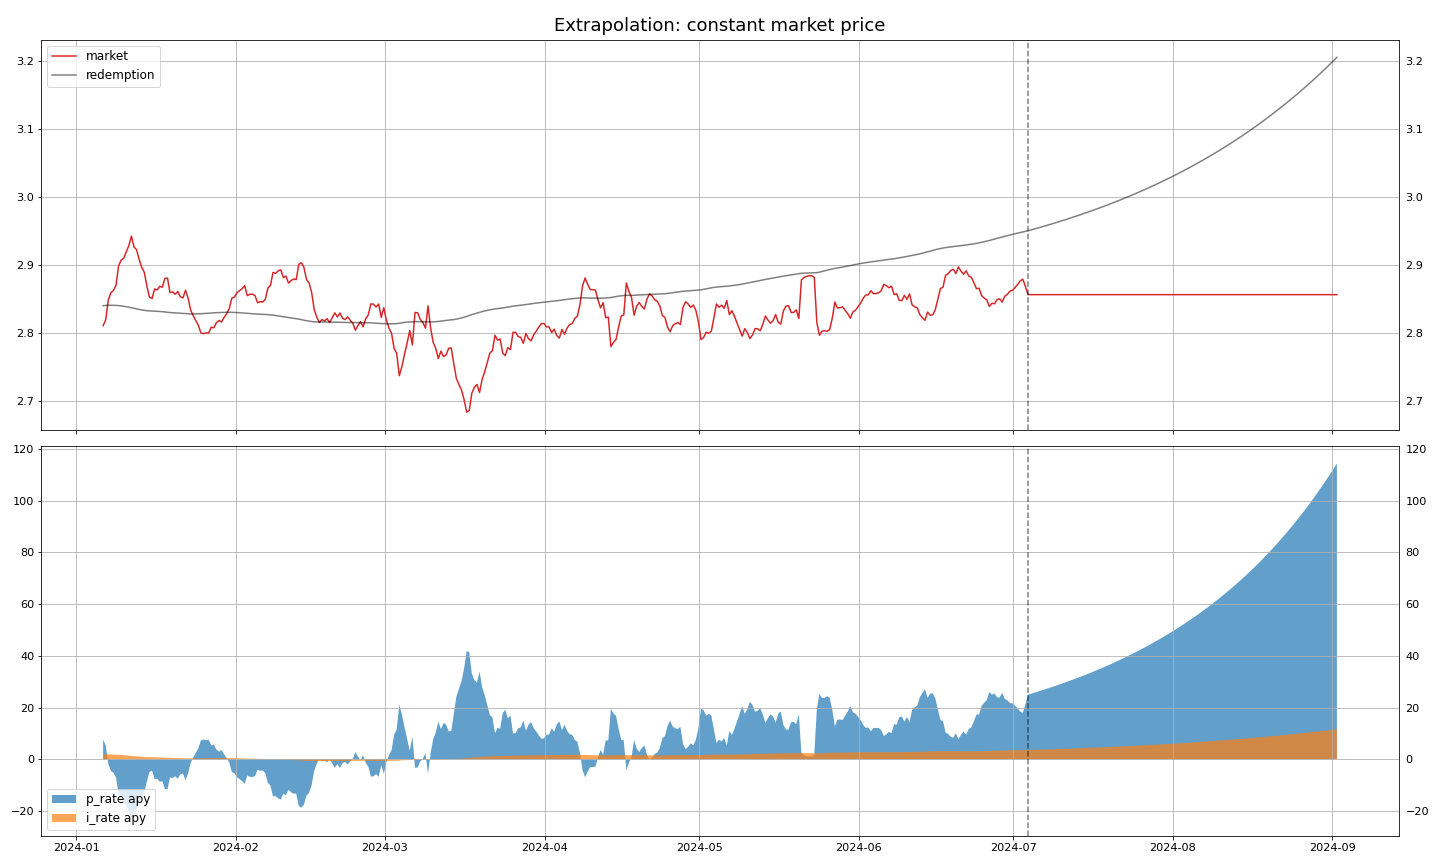 Extrapolation: constant market price
market
redemption
3.2 3.2
3.1 3.1
3.0 3.0
2.9 2.9
2.8 2.8
2.7 2.7
120 120
100 100
80 80
60 60
40 40
20 20
0 0
−20 −20
p_rate apy
i_rate apy
2024-01 2024-02 2024-03 2024-04 2024-05 2024-06 2024-07 2024-08 2024-09